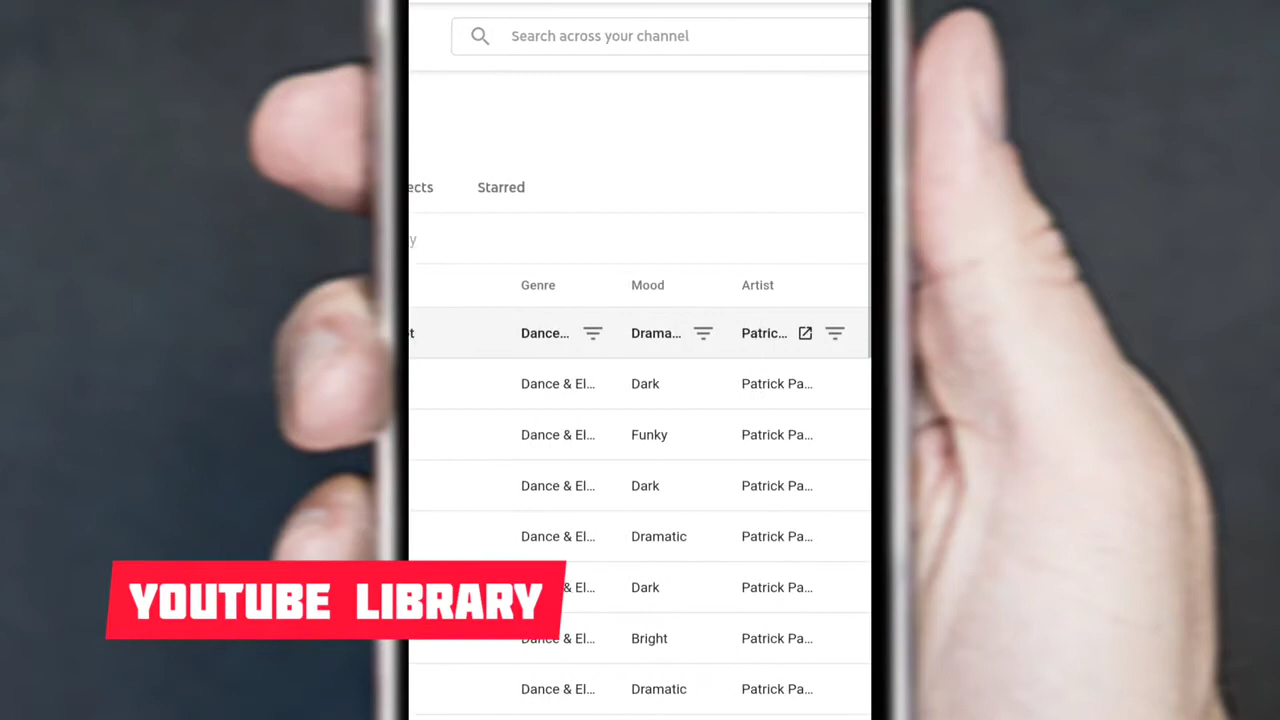 Search across your channel
ects Starred
y
Genre Mood Artist
t Dance... Drama... Patric...
Dance & El... Dark Patrick Pa...
Dance & El... Funky Patrick Pa...
Dance & El... Dark Patrick Pa...
Dance & El... Dramatic Patrick Pa...
& El... Dark Patrick Pa...
YOUTUBE LIBRARY
Dance & El... Bright Patrick Pa...
Dance & El... Dramatic Patrick Pa...